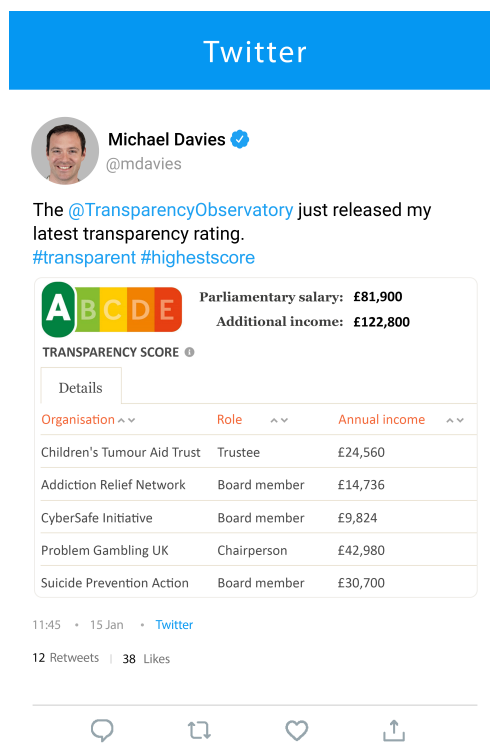 Twitter
Michael Davies
@mdavies
The @TransparencyObservatory just released my
latest transparency rating.
#transparent #highestscore
A B C D E
Parliamentary salary: £81,900
Additional income: £122,800
TRANSPARENCY SCORE i
Details
Organisation Role Annual income
Children's Tumour Aid Trust Trustee £24,560
Addiction Relief Network Board member £14,736
CyberSafe Initiative Board member £9,824
Problem Gambling UK Chairperson £42,980
Suicide Prevention Action Board member £30,700
11:45 • 15 Jan • Twitter
12 Retweets | 38 Likes